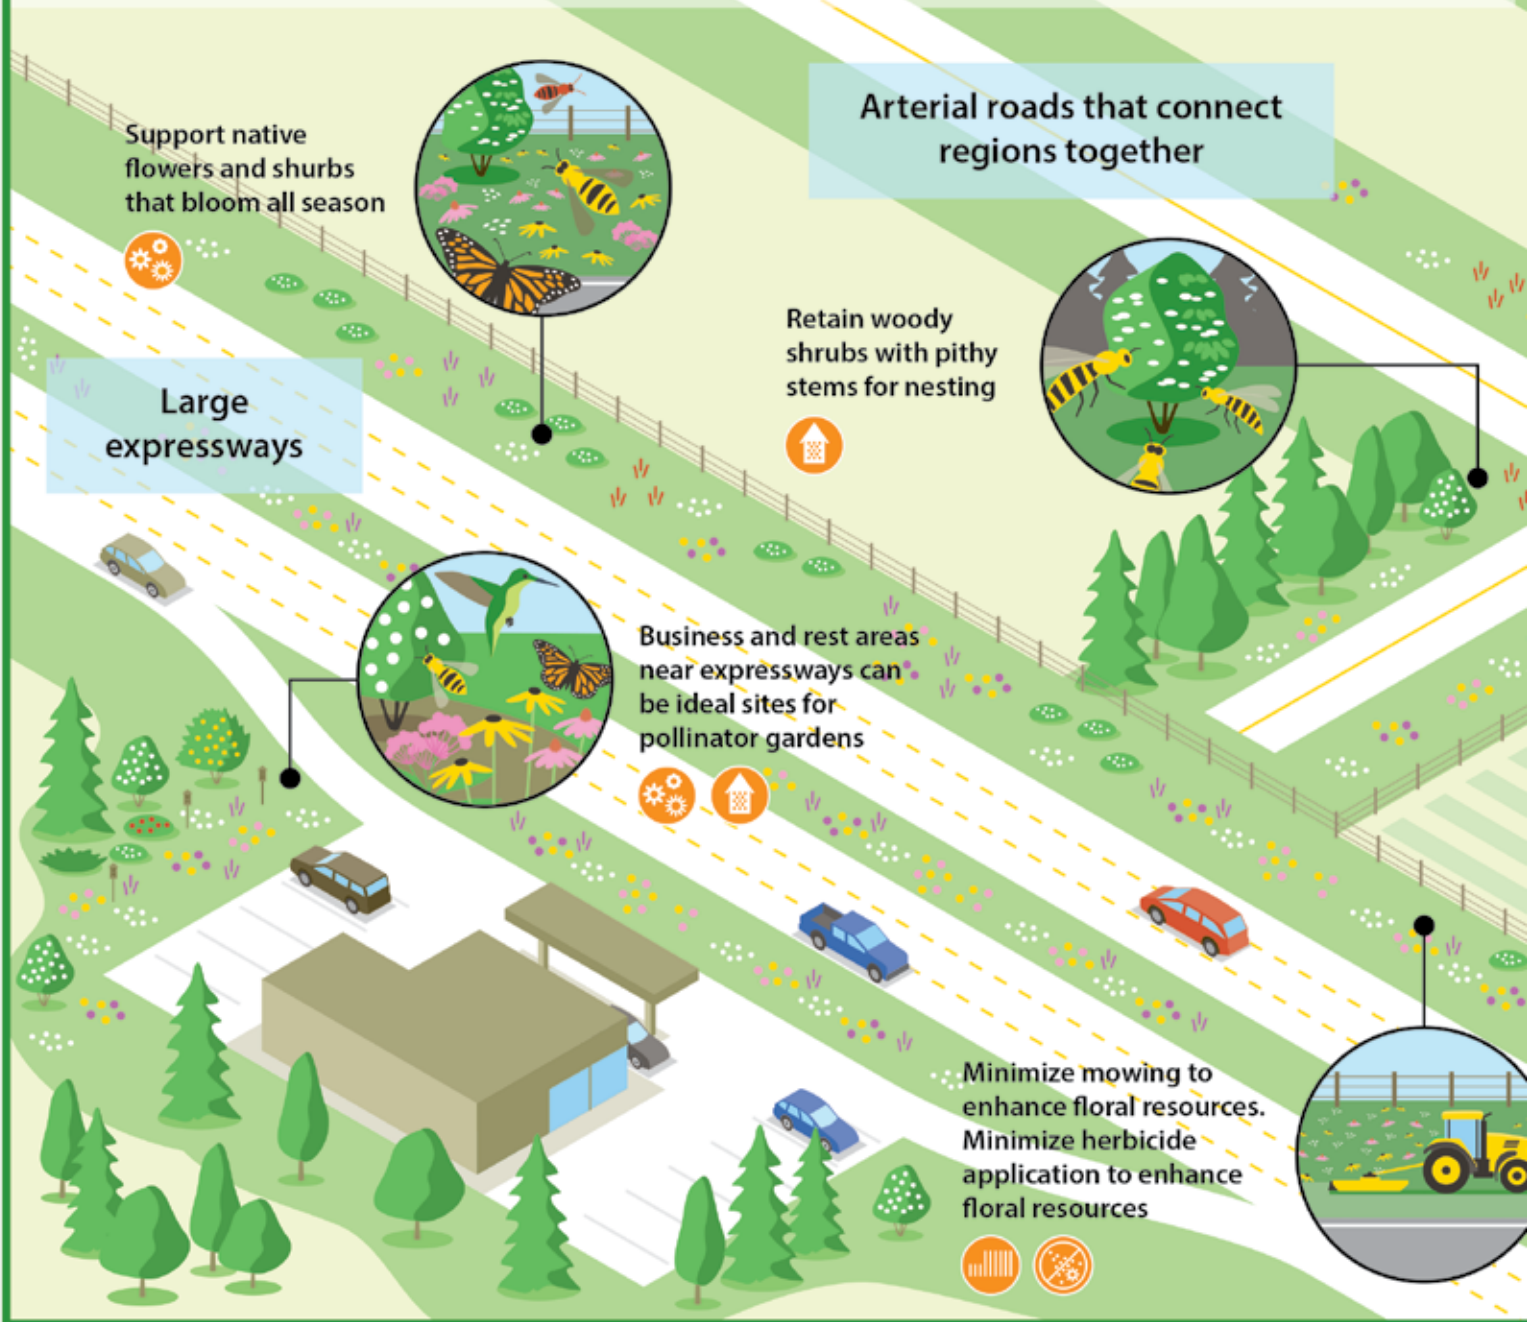 Support native
flowers and shurbs
that bloom all season
Arterial roads that connect
regions together
Retain woody
shrubs with pithy
stems for nesting
Large
expressways
Business and rest areas
near expressways can
be ideal sites for
pollinator gardens
Minimize mowing to
enhance floral resources.
Minimize herbicide
application to enhance
floral resources